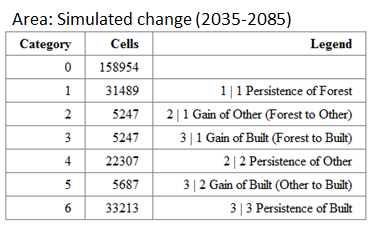 Area: Simulated change (2035-2085)
Category Cells Legend
0 158954
1 31489 1 | 1 Persistence of Forest
2 5247 2 | 1 Gain of Other (Forest to Other)
3 5247 3 | 1 Gain of Built (Forest to Built)
4 22307 2 | 2 Persistence of Other
5 5687 3 | 2 Gain of Built (Other to Built)
6 33213 3 | 3 Persistence of Built